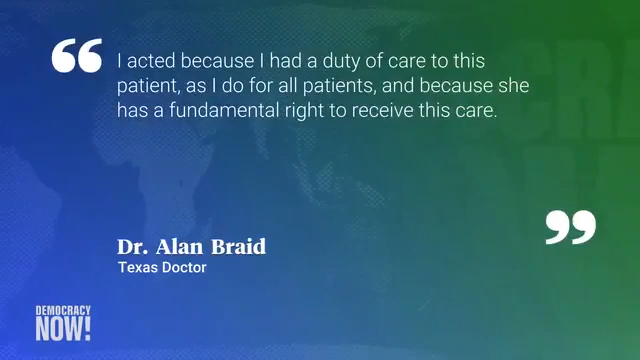 “
I acted because I had a duty of care to this
patient, as I do for all patients, and because she
has a fundamental right to receive this care.
”
Dr. Alan Braid
Texas Doctor
DEMOCRACY
NOW!